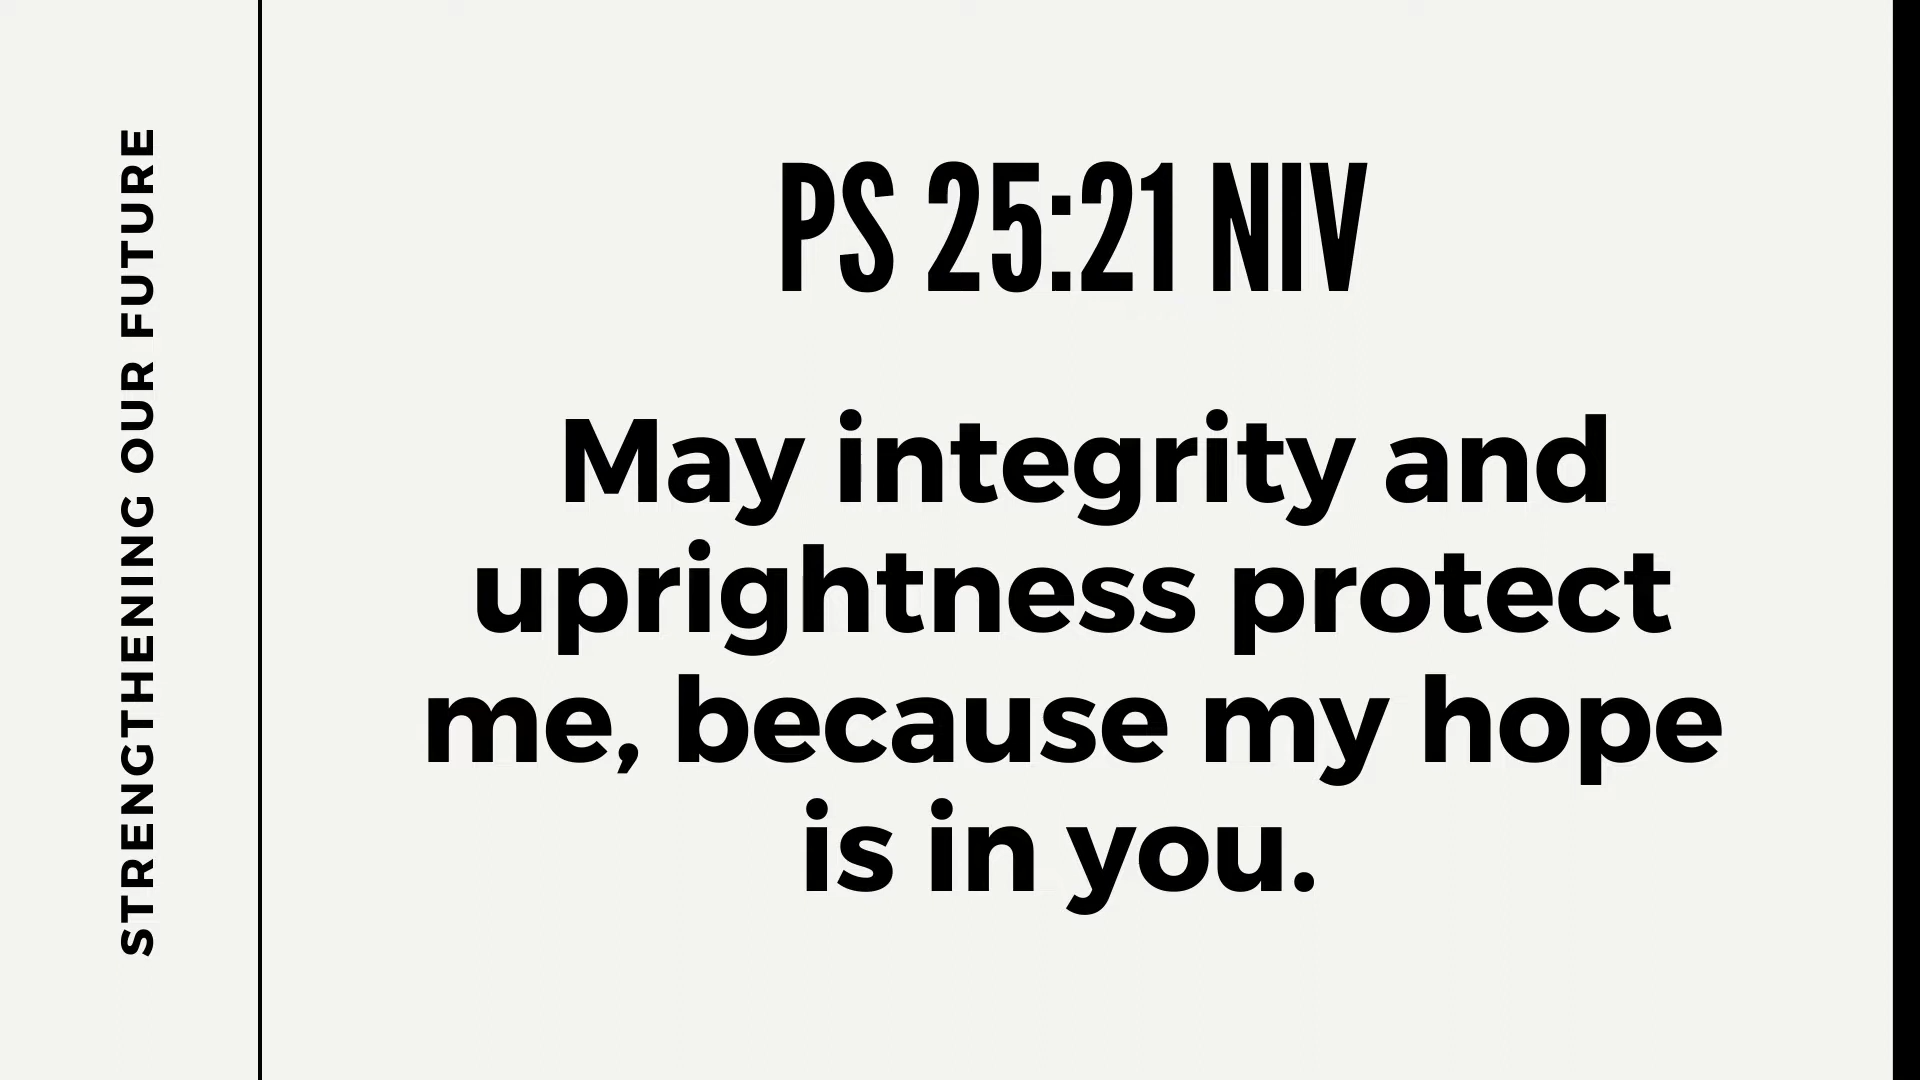 STRENGTHENING OUR FUTURE
PS 25:21 NIV
May integrity and
uprightness protect
me, because my hope
is in you.